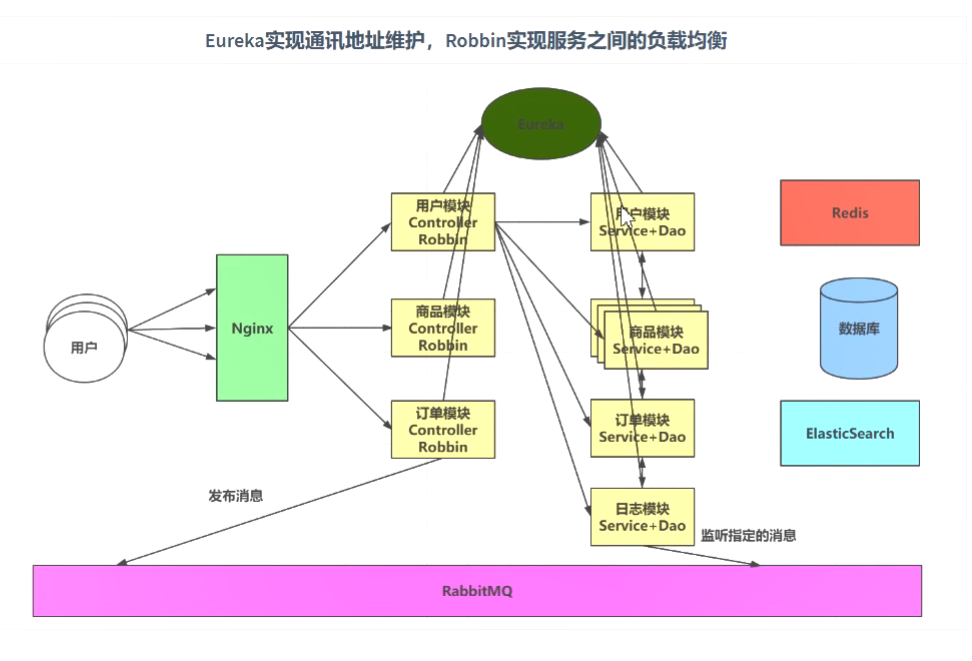 Eureka实现通讯地址维护，Robbin实现服务之间的负载均衡
Eureka
用户模块
Controller
Robbin
用户模块
Service+Dao
Redis
用户
Nginx
商品模块
Controller
Robbin
商品模块
Service+Dao
数据库
订单模块
Controller
Robbin
订单模块
Service+Dao
ElasticSearch
发布消息
日志模块
Service+Dao
监听指定的消息
RabbitMQ